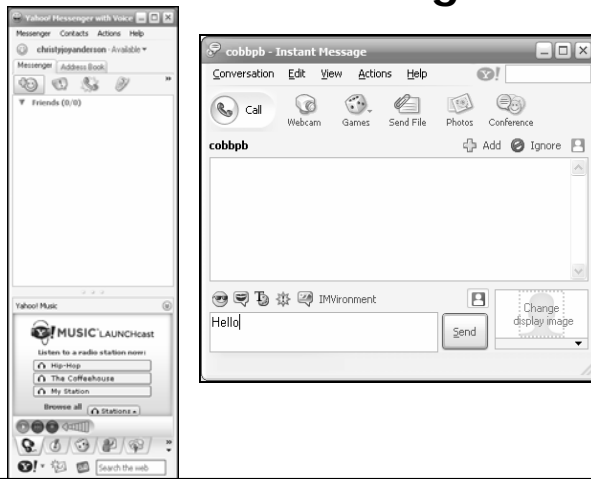 Yahoo! Messenger with Voice
Messenger Contacts Actions Help
christyjoyanderson - Available
Messenger Address Book
Friends (0/0)
Yahoo! Music
Y! MUSIC LAUNCHcast
Listen to a radio station now:
Hip-Hop
The Coffeehouse
My Station
Browse all Stations
Y! Search the web
cobbpb - Instant Message
Conversation Edit View Actions Help
Y!
Call Webcam Games Send File Photos Conference
cobbpb Add Ignore
IMVironment
Hello
Send
Change
display image